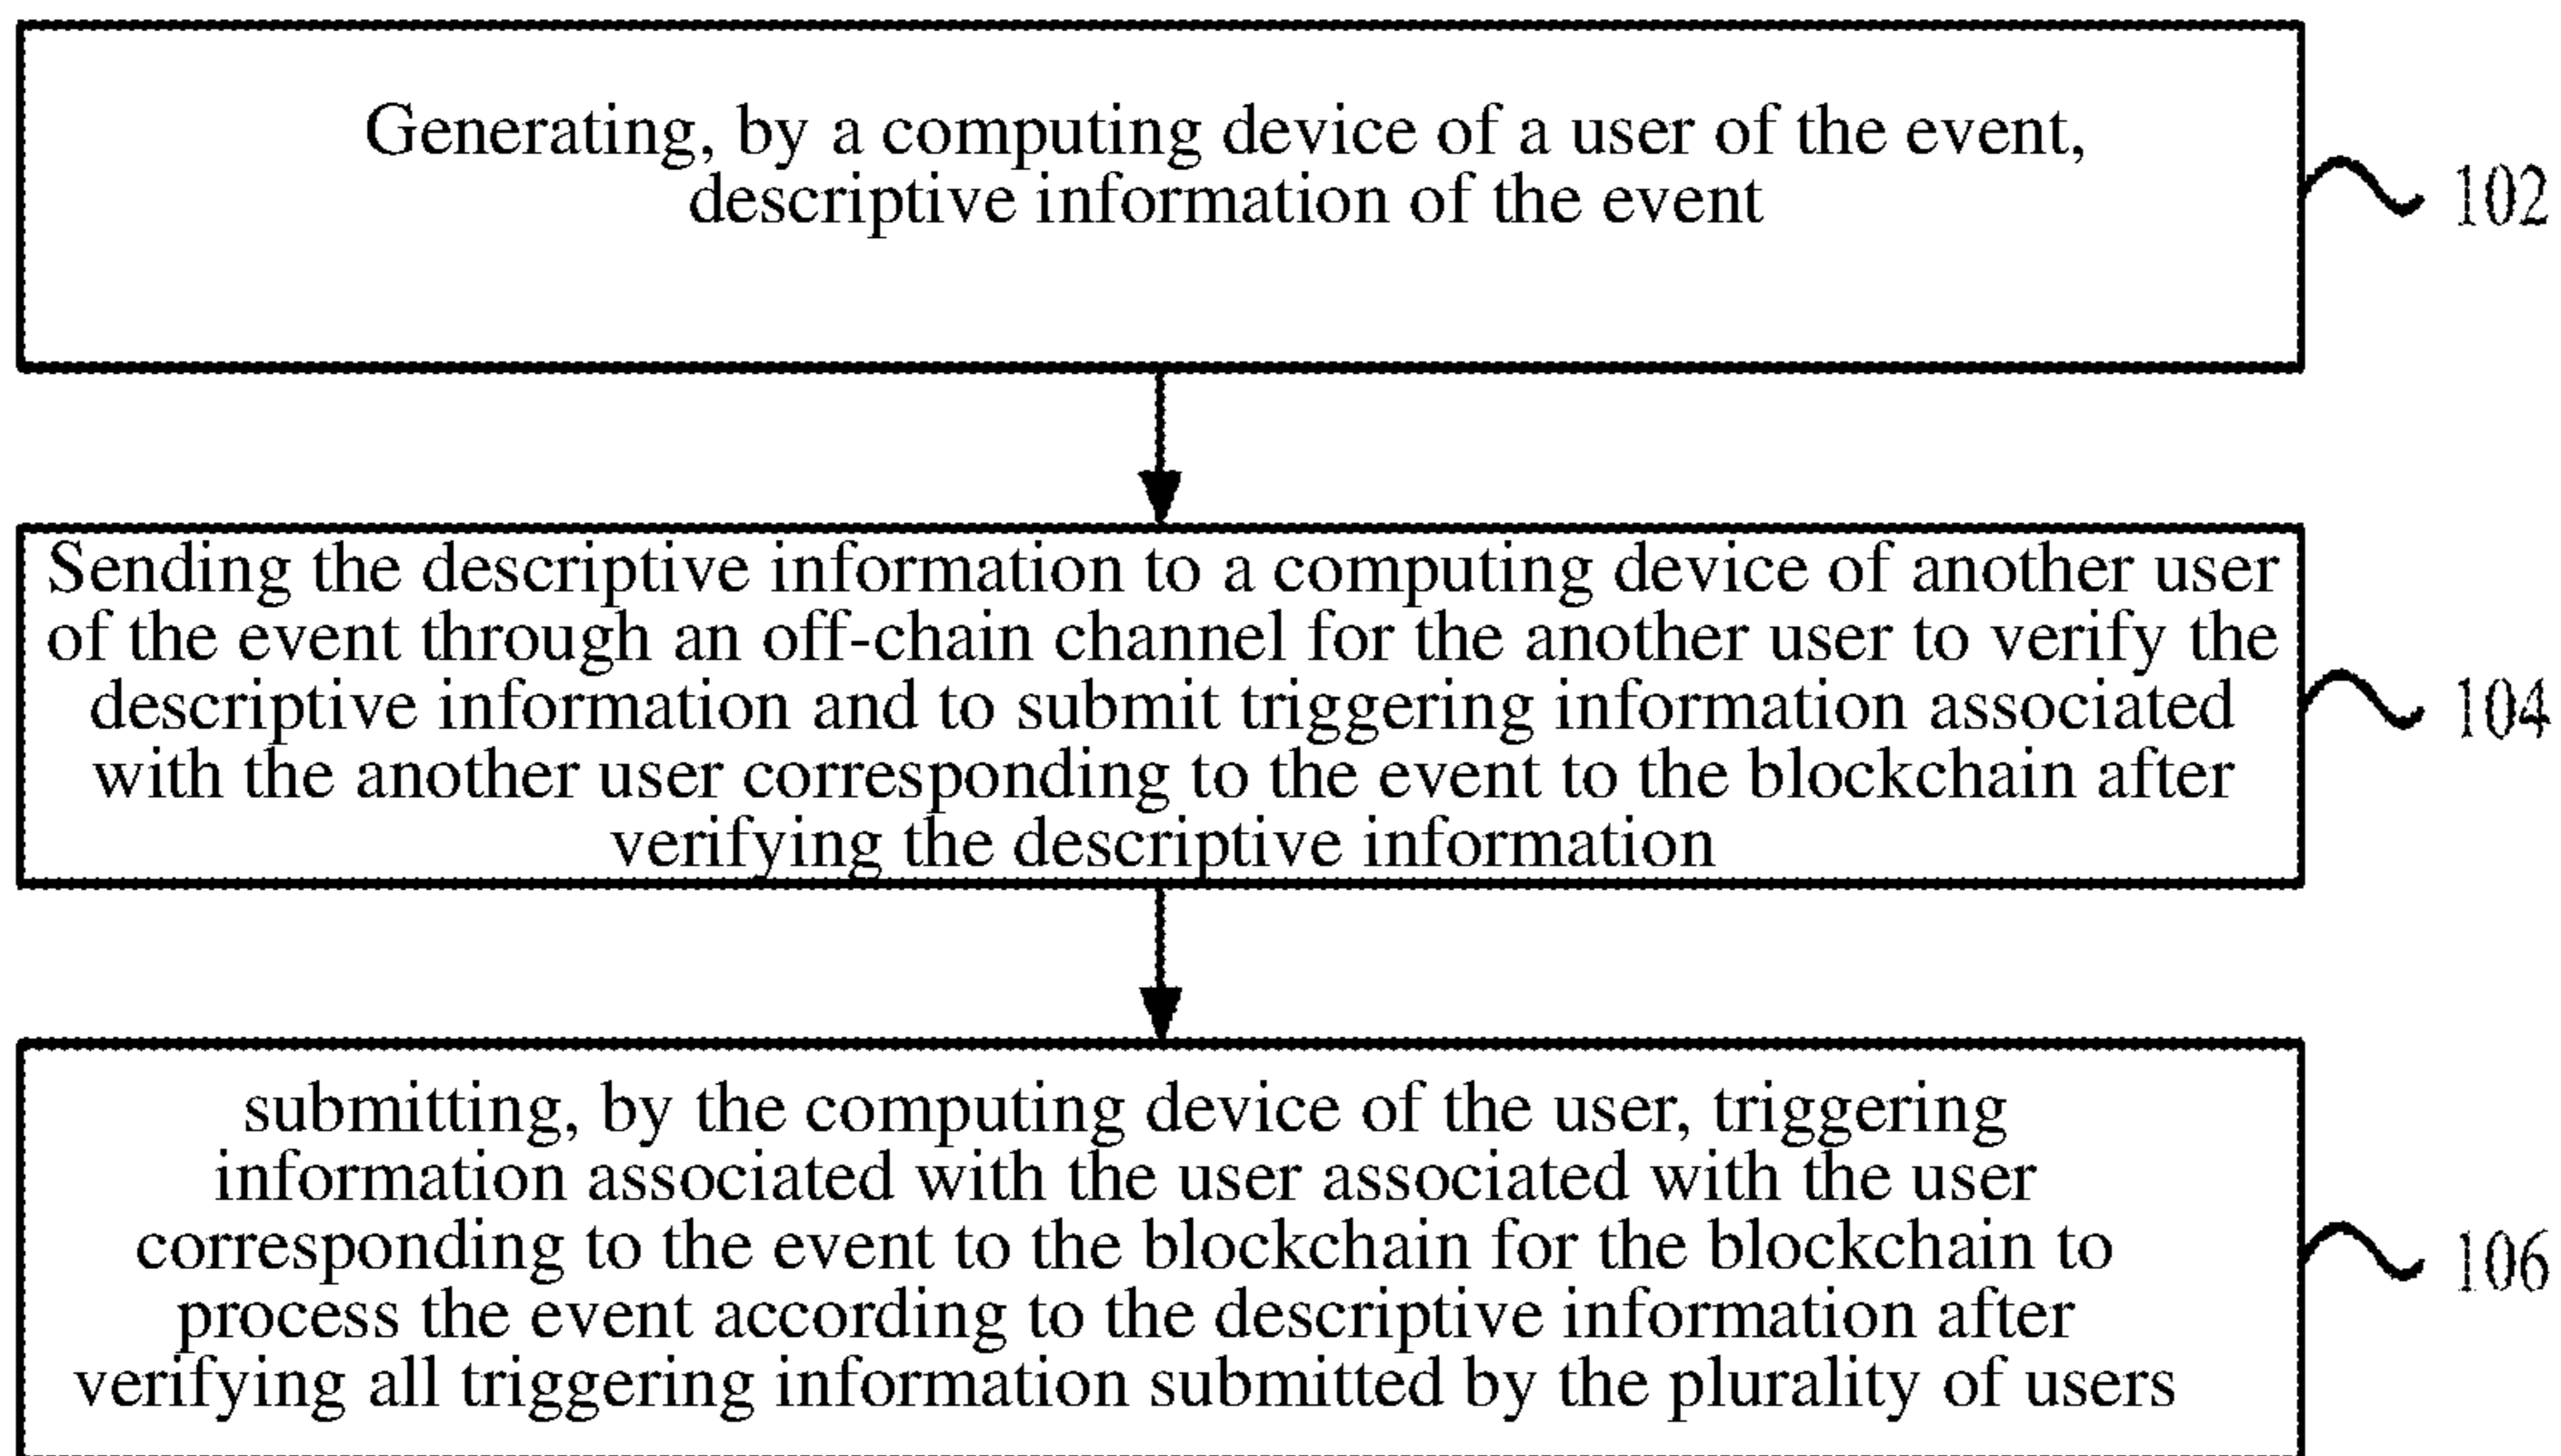 Generating, by a computing device of a user of the event,
descriptive information of the event
102
Sending the descriptive information to a computing device of another user
of the event through an off-chain channel for the another user to verify the
descriptive information and to submit triggering information associated
with the another user corresponding to the event to the blockchain after
verifying the descriptive information
104
submitting, by the computing device of the user, triggering
information associated with the user associated with the user
corresponding to the event to the blockchain for the blockchain to
process the event according to the descriptive information after
verifying all triggering information submitted by the plurality of users
106